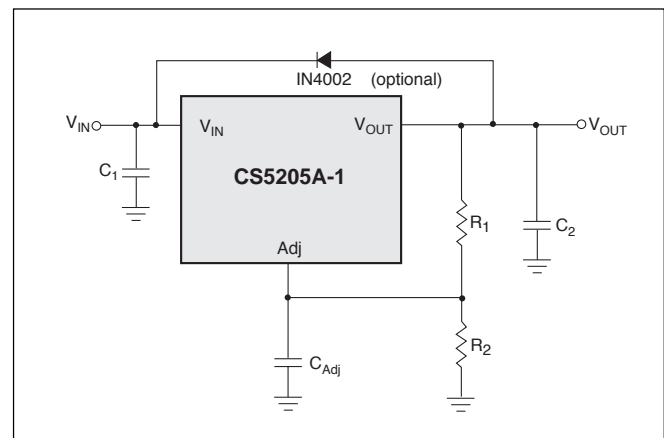 IN4002 (optional)
VIN
VIN
VOUT
VOUT
C1
CS5205A-1
R1
C2
Adj
CAdj
R2